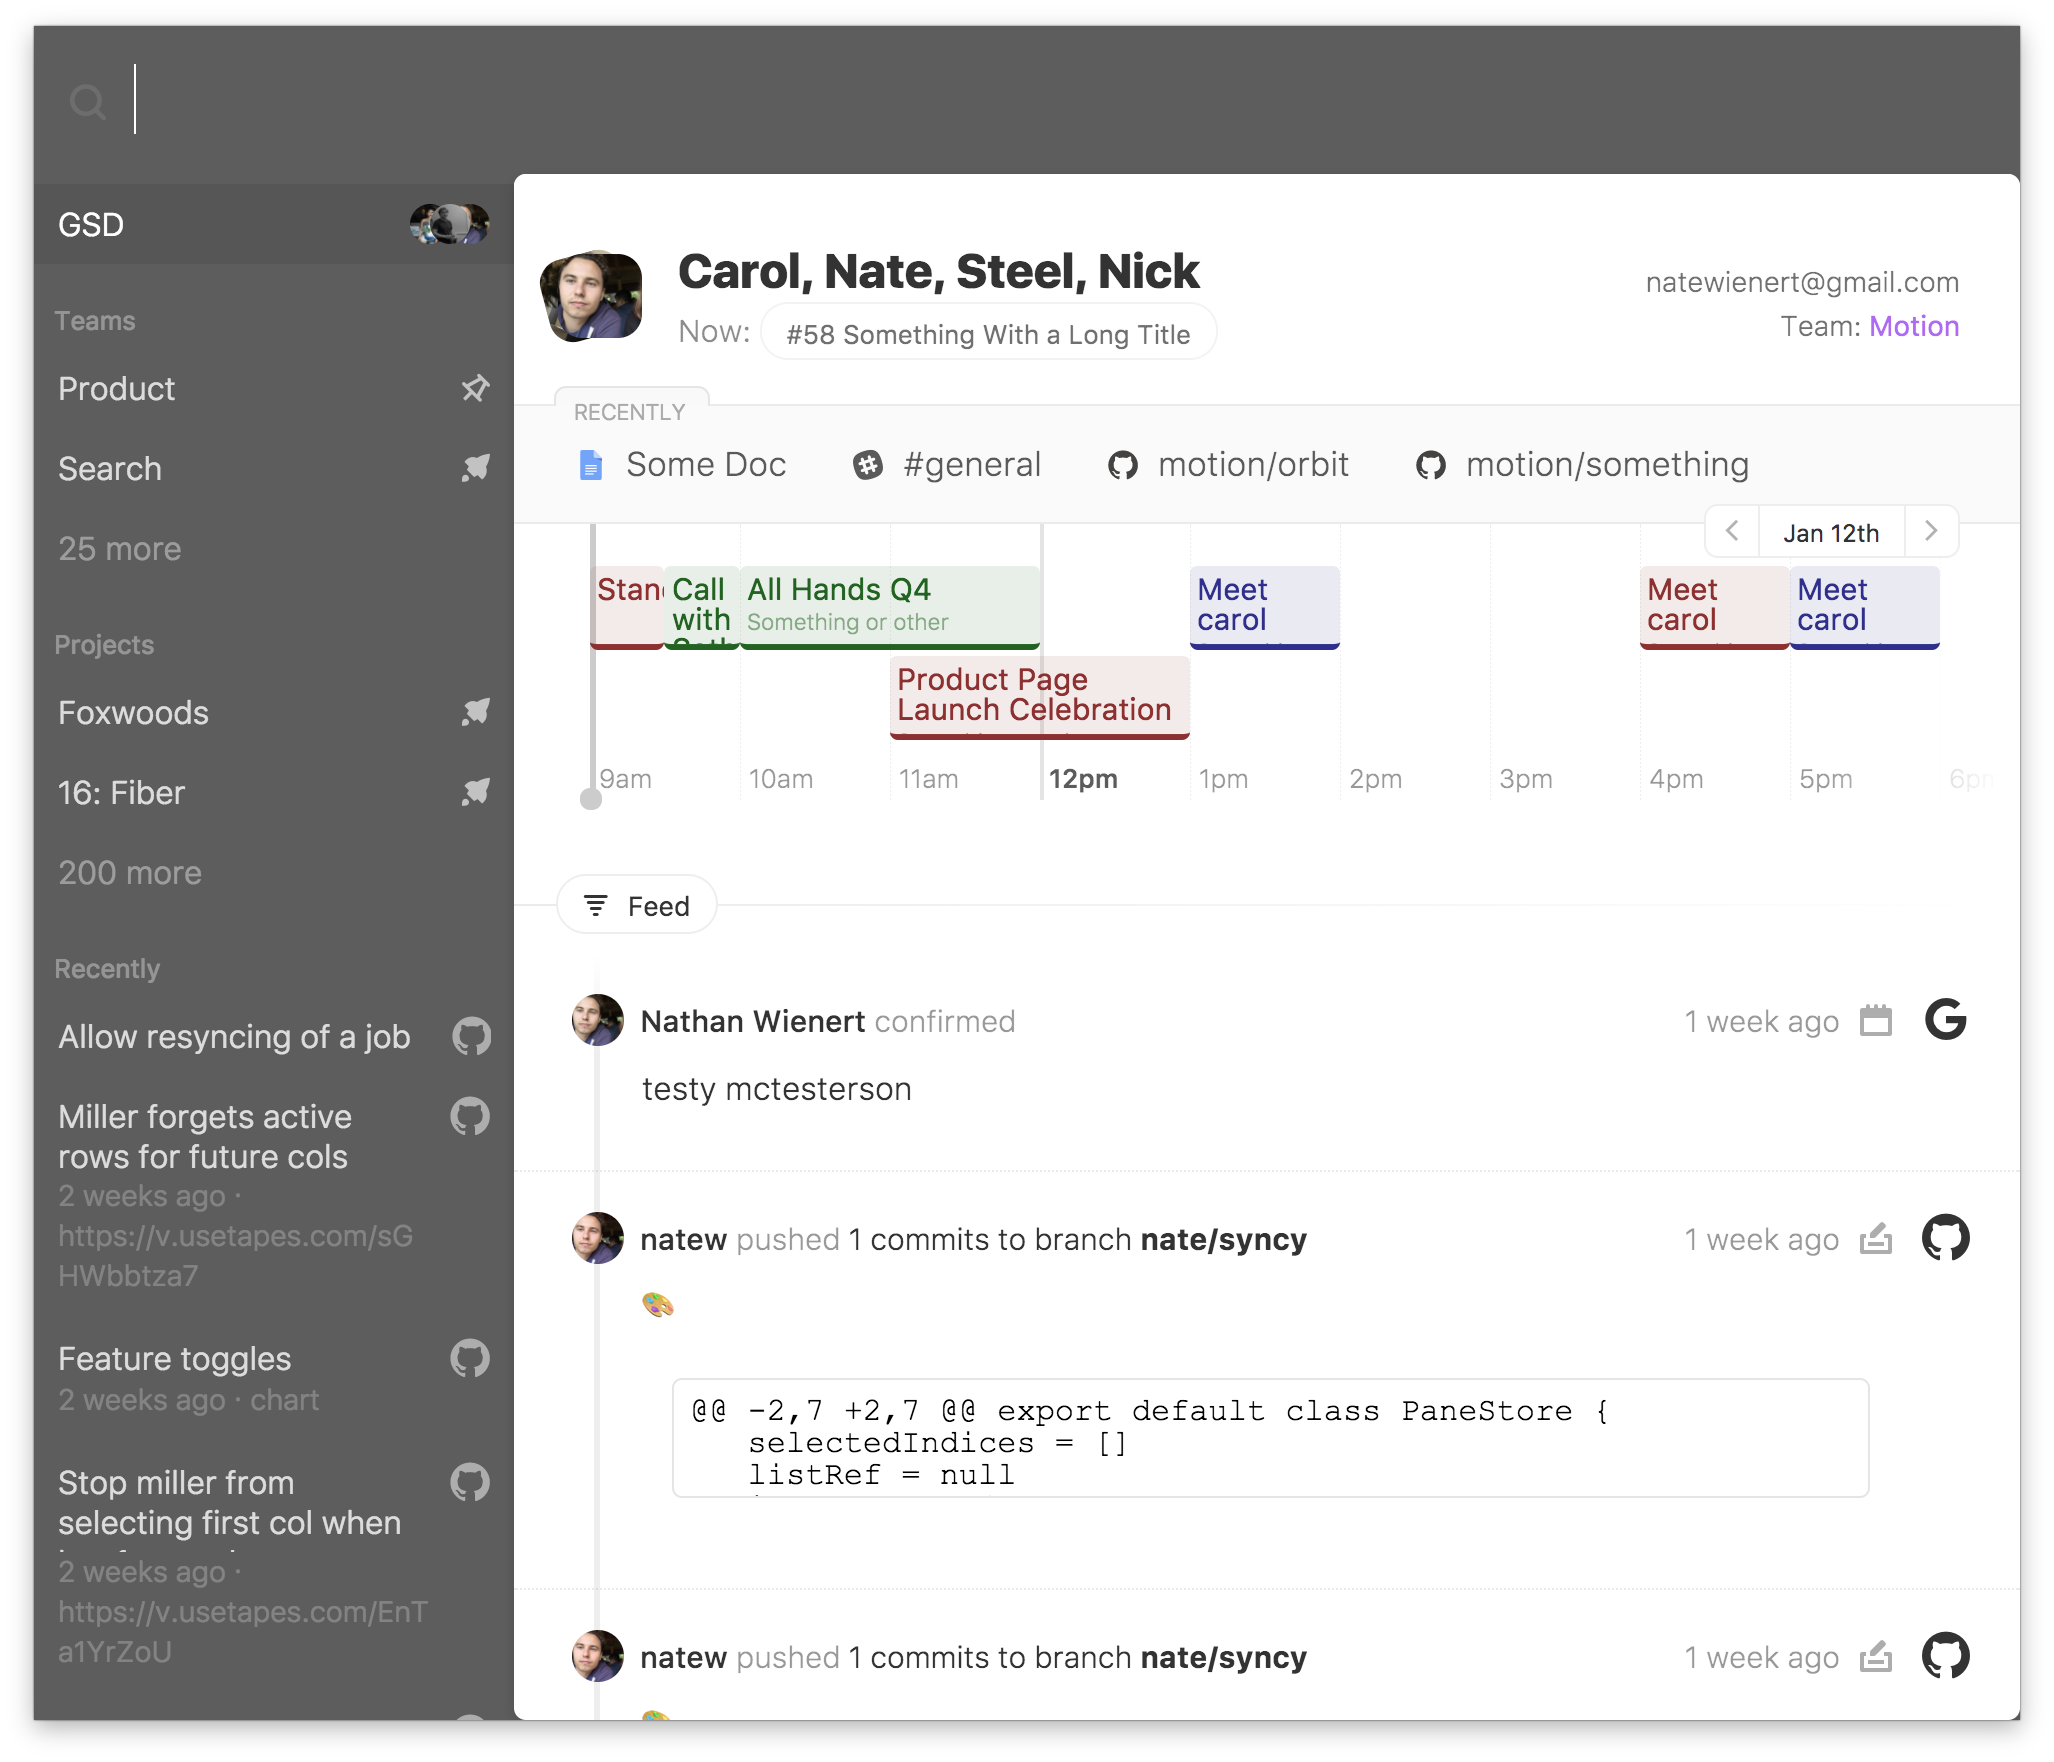 GSD
Teams
Product
Search
25 more
Projects
Foxwoods
16: Fiber
200 more
Recently
Allow resyncing of a job
Miller forgets active
rows for future cols
2 weeks ago ·
https://v.usetapes.com/sG
HWbbtza7
Feature toggles
2 weeks ago · chart
Stop miller from
selecting first col when
2 weeks ago ·
https://v.usetapes.com/EnT
a1YrZoU
Carol, Nate, Steel, Nick
Now: #58 Something With a Long Title
natewienert@gmail.com
Team: Motion
RECENTLY
Some Doc #general motion/orbit motion/something
Jan 12th
Stan
Call
with
All Hands Q4
Something or other
Meet
carol
Meet
carol
Meet
carol
Product Page
Launch Celebration
9am 10am 11am 12pm 1pm 2pm 3pm 4pm 5pm 6pm
Feed
Nathan Wienert confirmed 1 week ago
testy mctesterson
natew pushed 1 commits to branch nate/syncy 1 week ago
@@ -2,7 +2,7 @@ export default class PaneStore {
selectedIndices = []
listRef = null
natew pushed 1 commits to branch nate/syncy 1 week ago